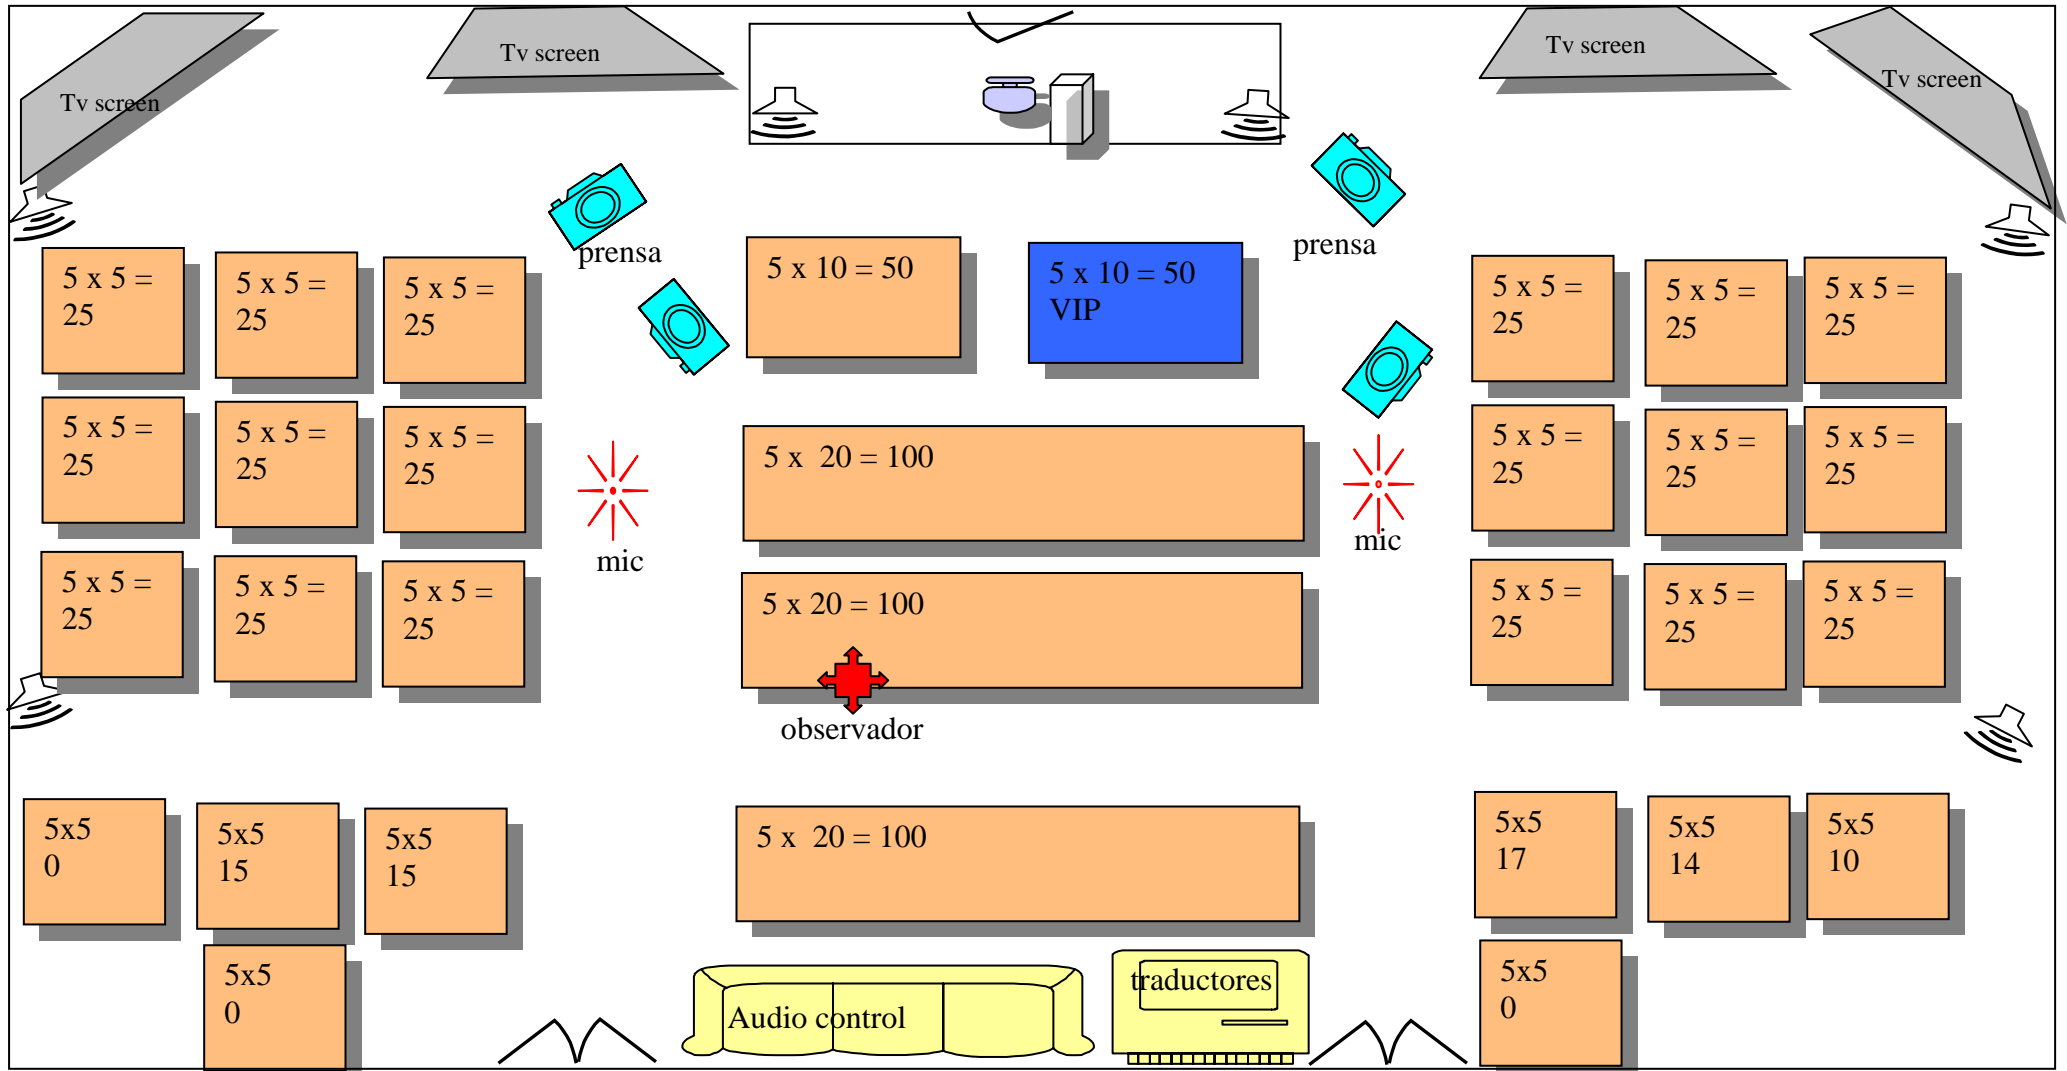 Tv screen
Tv screen
Tv screen
Tv screen
prensa
prensa
5 x 5 =
25
5 x 5 =
25
5 x 5 =
25
5 x 10 = 50
5 x 10 = 50
VIP
5 x 5 =
25
5 x 5 =
25
5 x 5 =
25
5 x 5 =
25
5 x 5 =
25
5 x 5 =
25
mic
5 x  20 = 100
mic
5 x 5 =
25
5 x 5 =
25
5 x 5 =
25
5 x 5 =
25
5 x 5 =
25
5 x 5 =
25
5 x 20 = 100
observador
5 x 5 =
25
5 x 5 =
25
5 x 5 =
25
5x5
0
5x5
15
5x5
15
5 x  20 = 100
5x5
17
5x5
14
5x5
10
5x5
0
Audio control
traductores
5x5
0